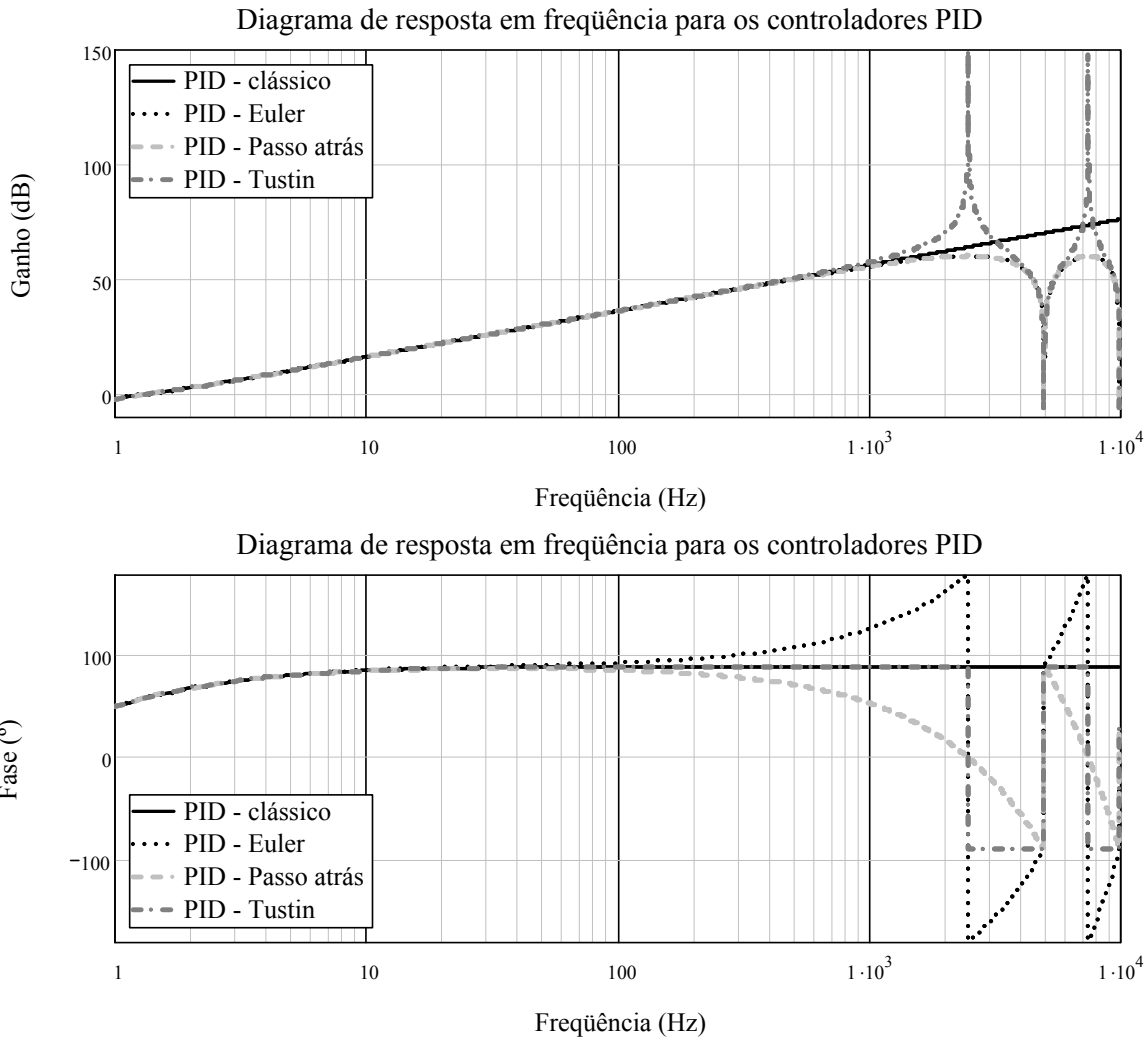 Diagrama de resposta em freqüência para os controladores PID
150
PID - clássico
PID - Euler
PID - Passo atrás
PID - Tustin
100
50
0
Ganho (dB)
1
10
100
1·10³
1·10⁴
Freqüência (Hz)
Diagrama de resposta em freqüência para os controladores PID
100
0
−100
Fase (º)
PID - clássico
PID - Euler
PID - Passo atrás
PID - Tustin
1
10
100
1·10³
1·10⁴
Freqüência (Hz)